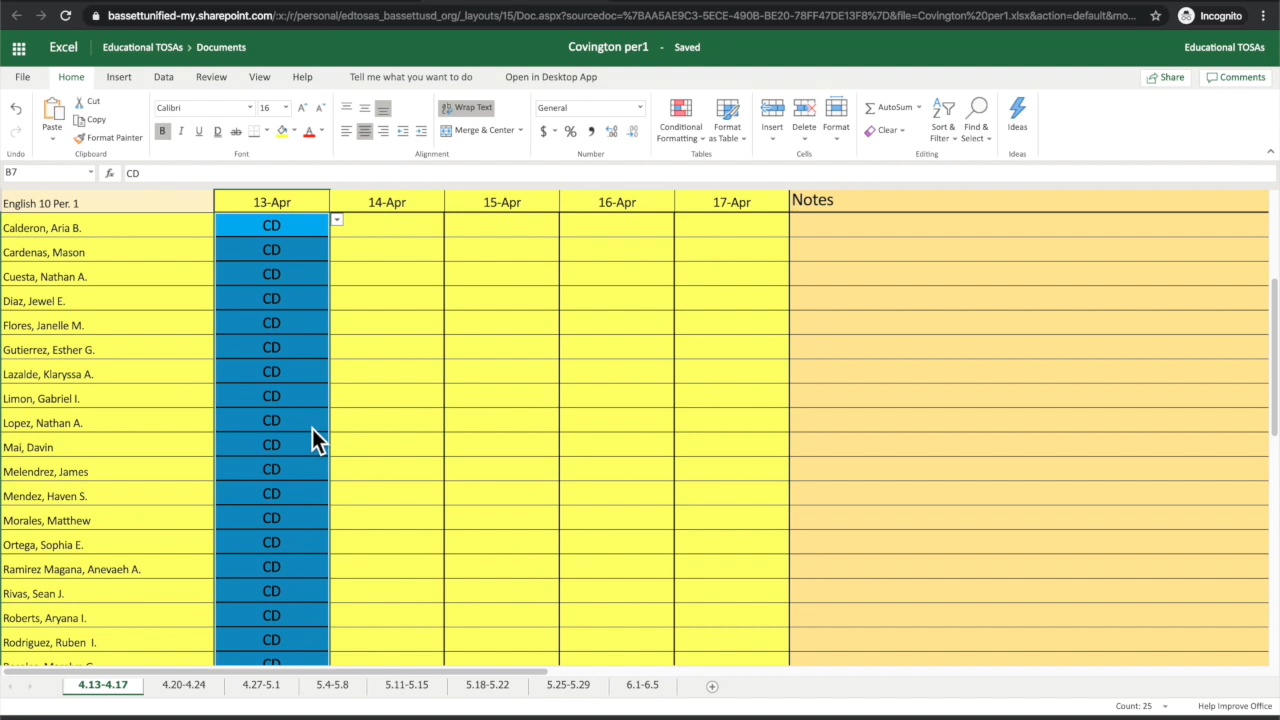 bassettunified-my.sharepoint.com/:x:/r/personal/edtosas_bassettusd_org/_layouts/15/Doc.aspx?sourcedoc=%7BAA5AE9C3-5ECE-490B-BE20-78FF47DE13F8%7D&file=Covington%20per1.xlsx&action=default&mo...
Incognito
Excel
Educational TOSAs > Documents
Covington per1 - Saved
Educational TOSAs
File Home Insert Data Review View Help Tell me what you want to do Open in Desktop App Share Comments
Paste
Cut
Copy
Format Painter
Calibri 16
B I U D ab A
Wrap Text
Merge & Center
General
$ % ,
Conditional Formatting
Format as Table
Insert
Delete
Format
AutoSum
Clear
Sort & Filter
Find & Select
Ideas
Undo Clipboard Font Alignment Number Tables Cells Editing Ideas
B7 fx CD
English 10 Per. 1 13-Apr 14-Apr 15-Apr 16-Apr 17-Apr Notes
Calderon, Aria B. CD
Cardenas, Mason CD
Cuesta, Nathan A. CD
Diaz, Jewel E. CD
Flores, Janelle M. CD
Gutierrez, Esther G. CD
Lazalde, Klaryssa A. CD
Limon, Gabriel I. CD
Lopez, Nathan A. CD
Mai, Davin CD
Melendrez, James CD
Mendez, Haven S. CD
Morales, Matthew CD
Ortega, Sophia E. CD
Ramirez Magana, Anevaeh A. CD
Rivas, Sean J. CD
Roberts, Aryana I. CD
Rodriguez, Ruben I. CD
CD
4.13-4.17 4.20-4.24 4.27-5.1 5.4-5.8 5.11-5.15 5.18-5.22 5.25-5.29 6.1-6.5
Count: 25 Help Improve Office